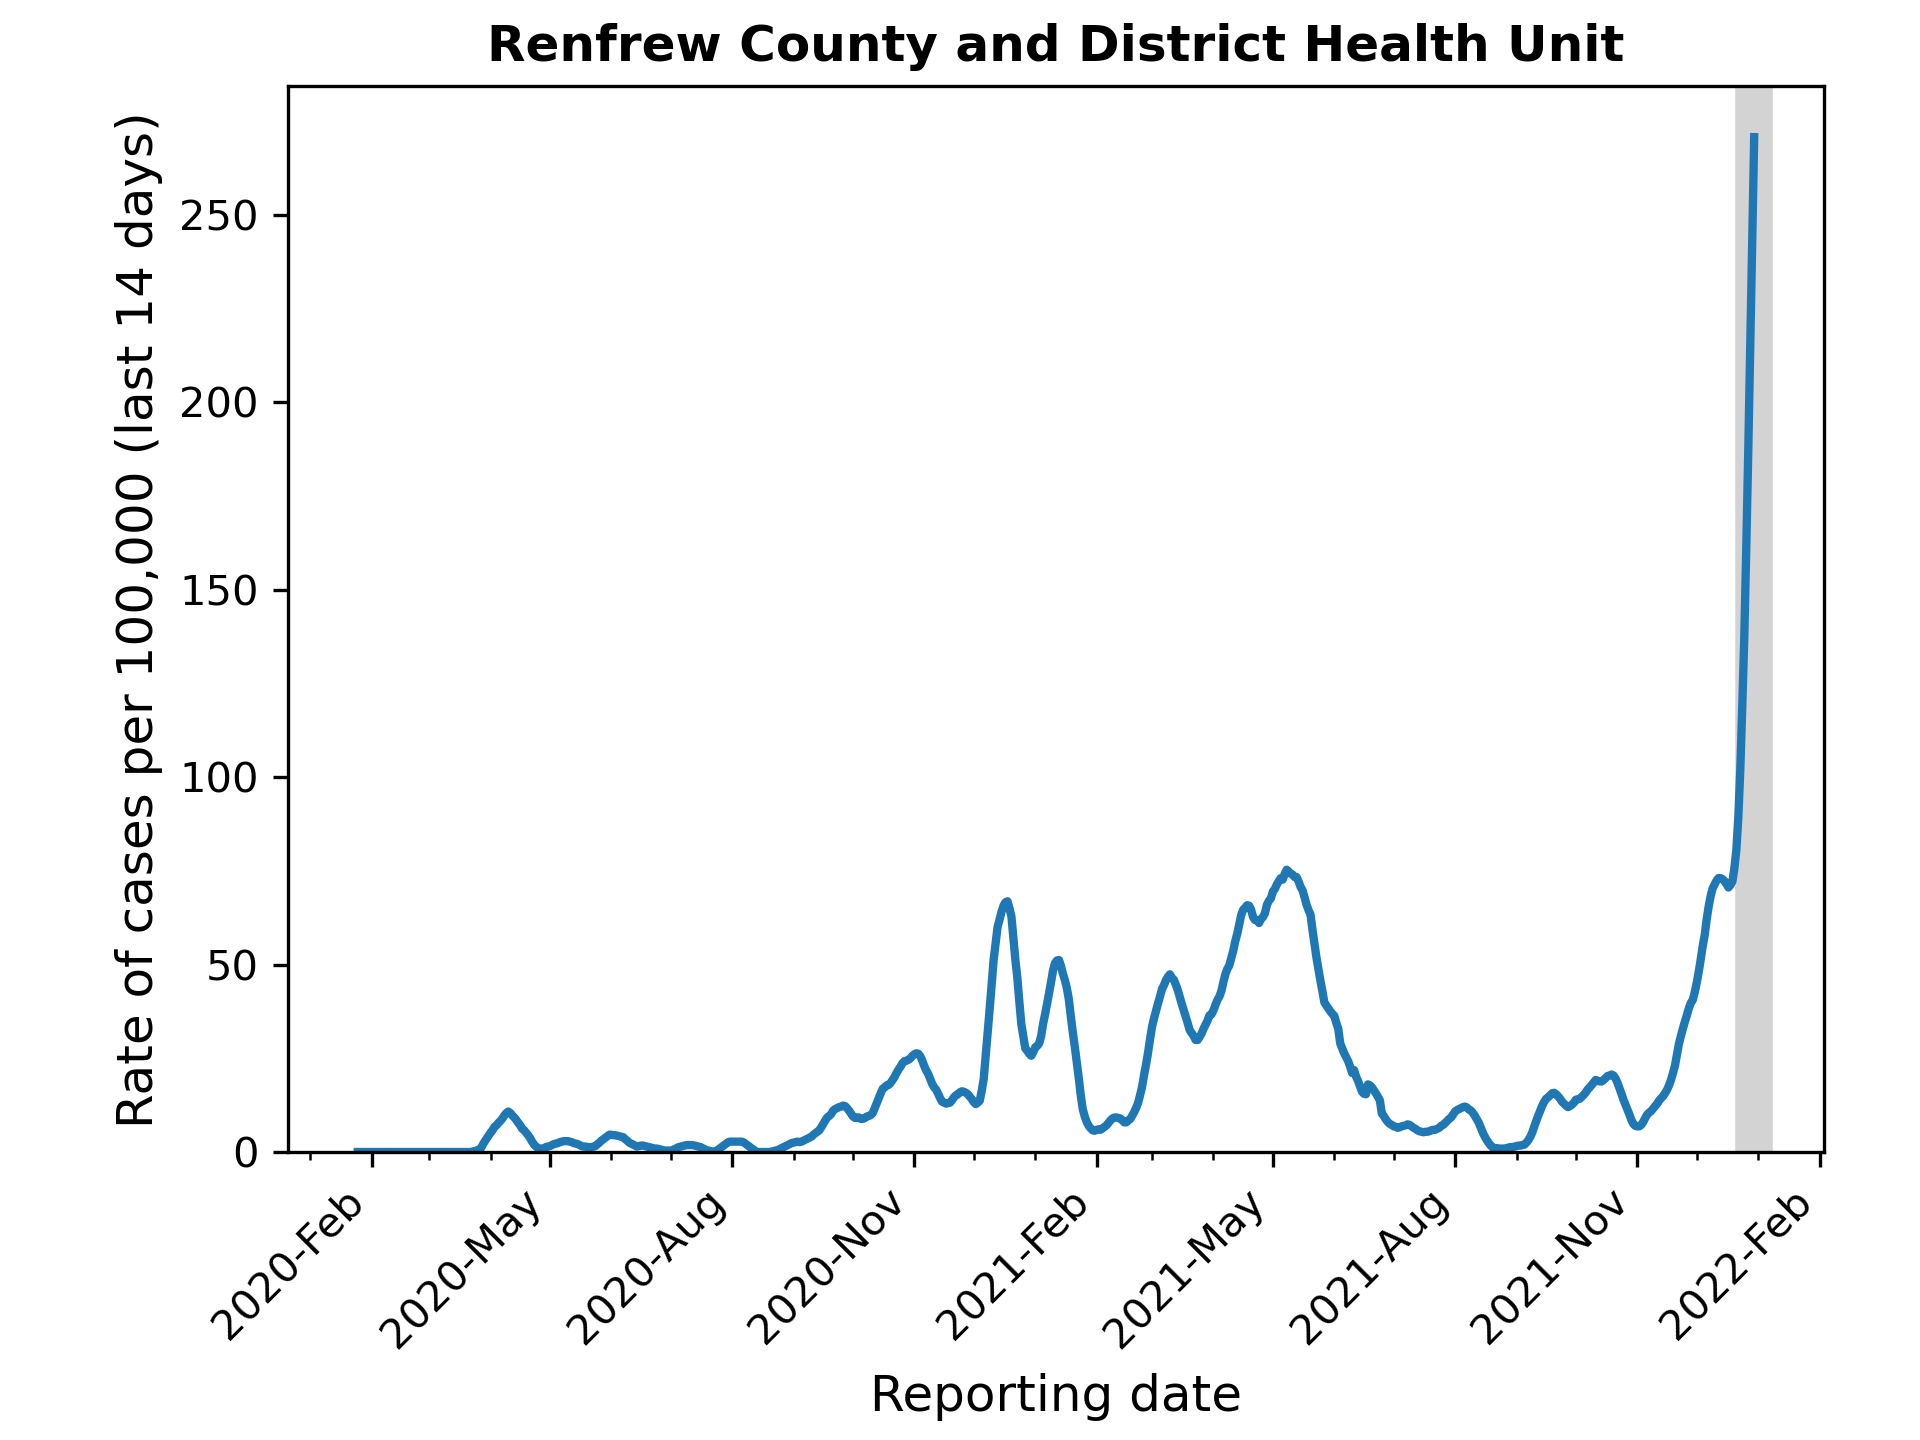 Renfrew County and District Health Unit
Rate of cases per 100,000 (last 14 days)
250
200
150
100
50
0
2020-Feb
2020-May
2020-Aug
2020-Nov
2021-Feb
2021-May
2021-Aug
2021-Nov
2022-Feb
Reporting date